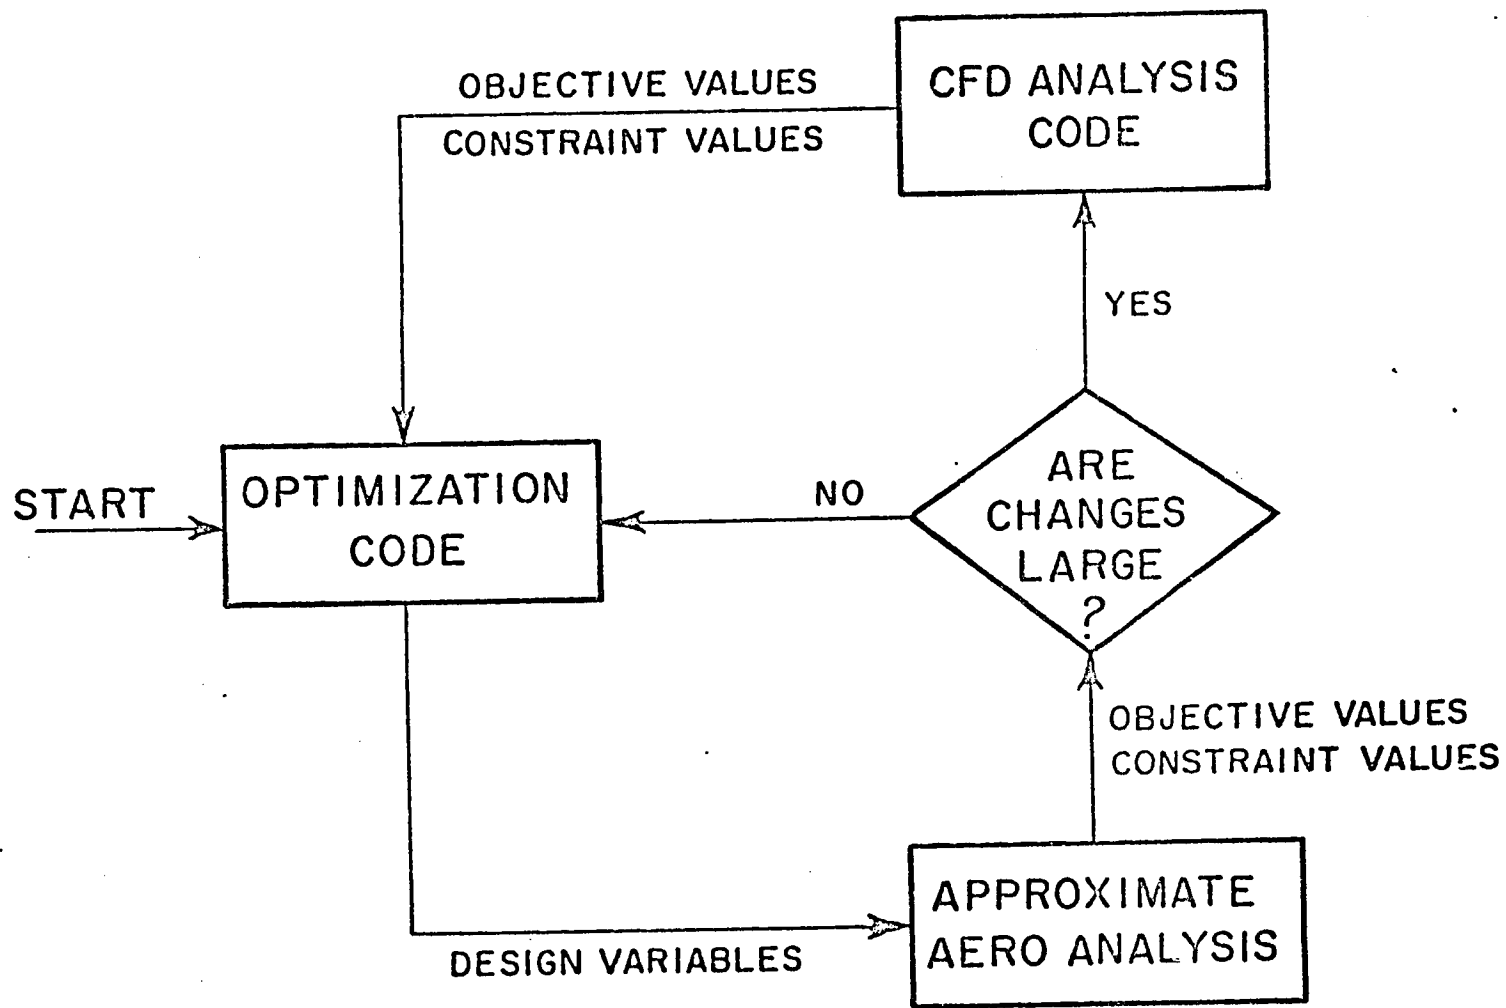 OBJECTIVE VALUES
CONSTRAINT VALUES
CFD ANALYSIS
CODE
YES
START
OPTIMIZATION
CODE
NO
ARE
CHANGES
LARGE
?
OBJECTIVE VALUES
CONSTRAINT VALUES
DESIGN VARIABLES
APPROXIMATE
AERO ANALYSIS